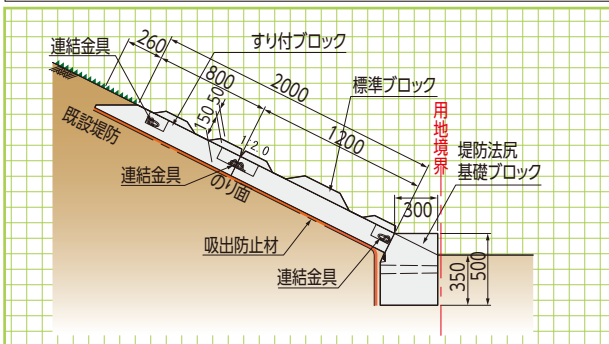 260
連結金具
すり付ブロック
800
2000
標準ブロック
150
50
1:2.0
1200
用地境界
既設堤防
連結金具
のり面
堤防法尻
基礎ブロック
300
吸出防止材
連結金具
350
500